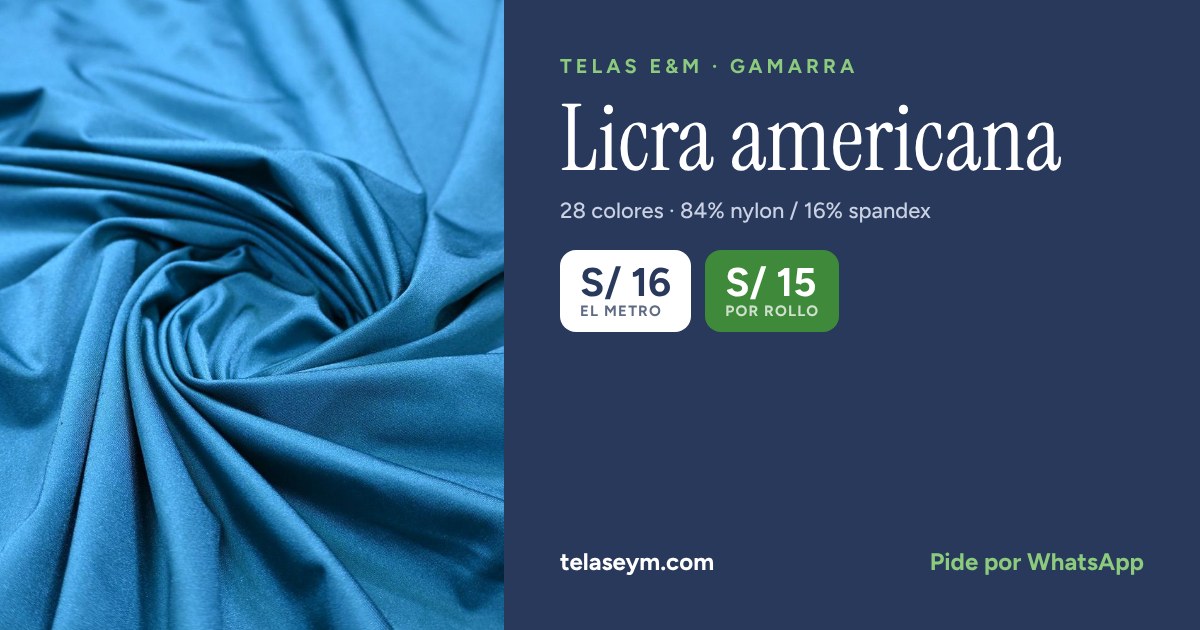 TELAS E&M · GAMARRA
Licra americana
28 colores · 84% nylon / 16% spandex
S/ 16
EL METRO
S/ 15
POR ROLLO
telaseym.com
Pide por WhatsApp